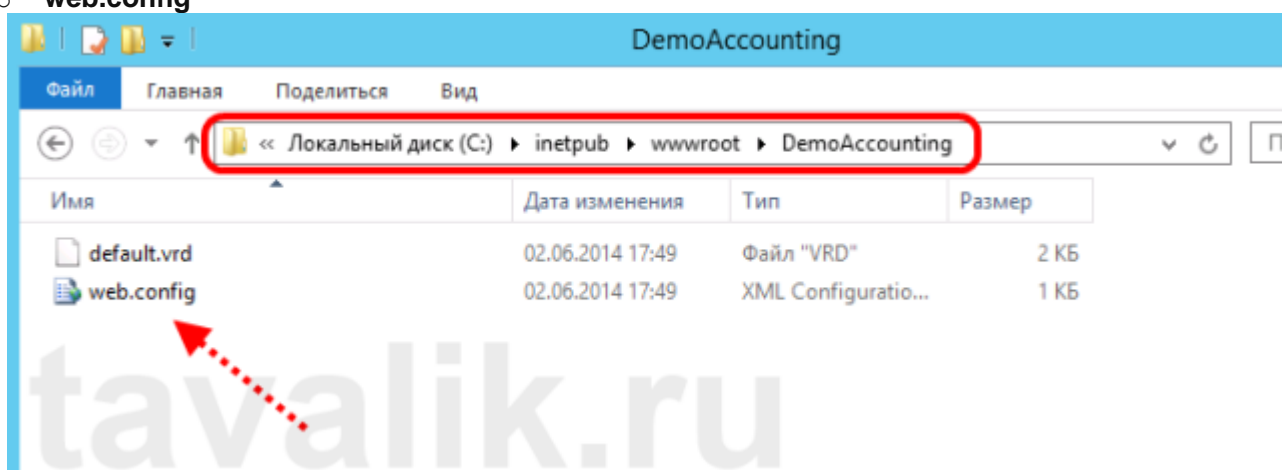 ○ web.config
DemoAccounting
Файл Главная Поделиться Вид
« Локальный диск (C:) ▸ inetpub ▸ wwwroot ▸ DemoAccounting
Имя Дата изменения Тип Размер
default.vrd 02.06.2014 17:49 Файл "VRD" 2 КБ
web.config 02.06.2014 17:49 XML Configuratio... 1 КБ
tavalik.ru